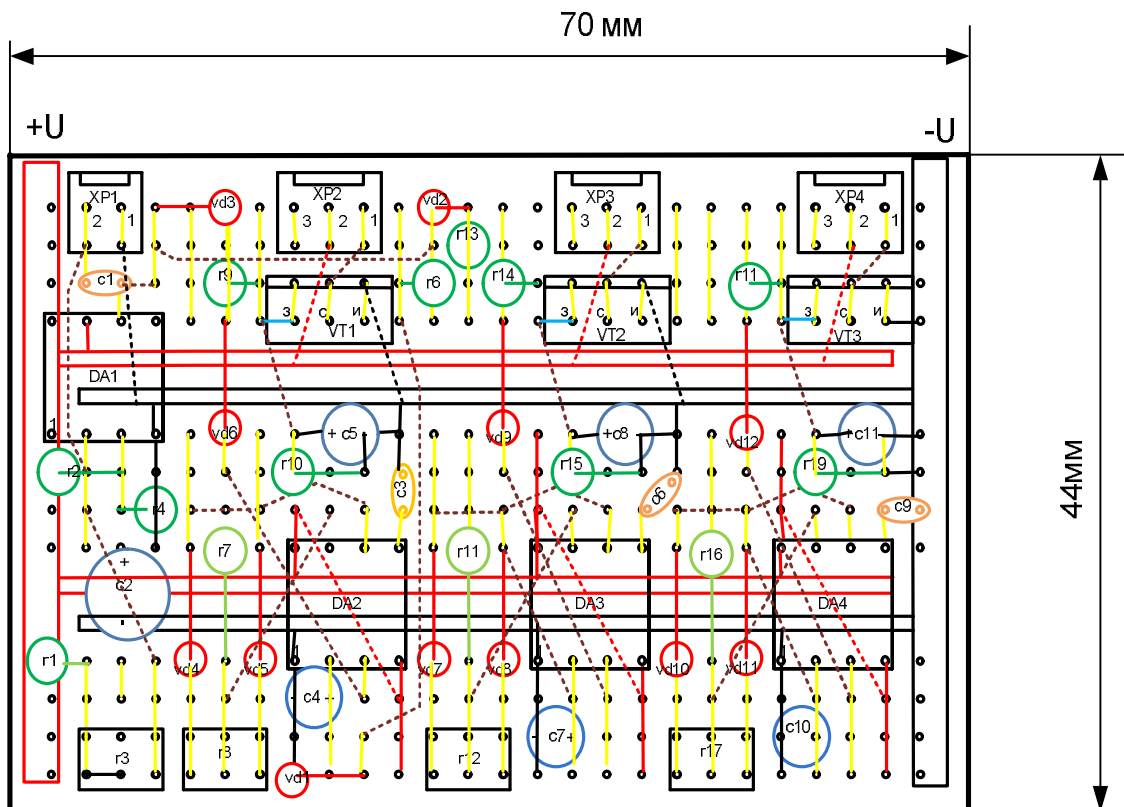 70 мм
+U
-U
XP1
XP2
XP3
XP4
2 1
3 2 1
3 2 1
3 2 1
vd3
vd2
r13
c1
r9
r6
r14
r11
з с и
з с и
з с и
VT1
VT2
VT3
DA1
1
vd6
+ c5
vd9
+c8
vd12
+c11
r2
r10
c3
r15
c6
r19
r4
c9
44мм
r7
r11
r16
+
c2
-
DA2
DA3
DA4
r1
vd4
vd5
1
vd7
vd8
1
vd10
vd11
1
- c4 -
- c7+
c10
r3
r8
vd1
r12
r17